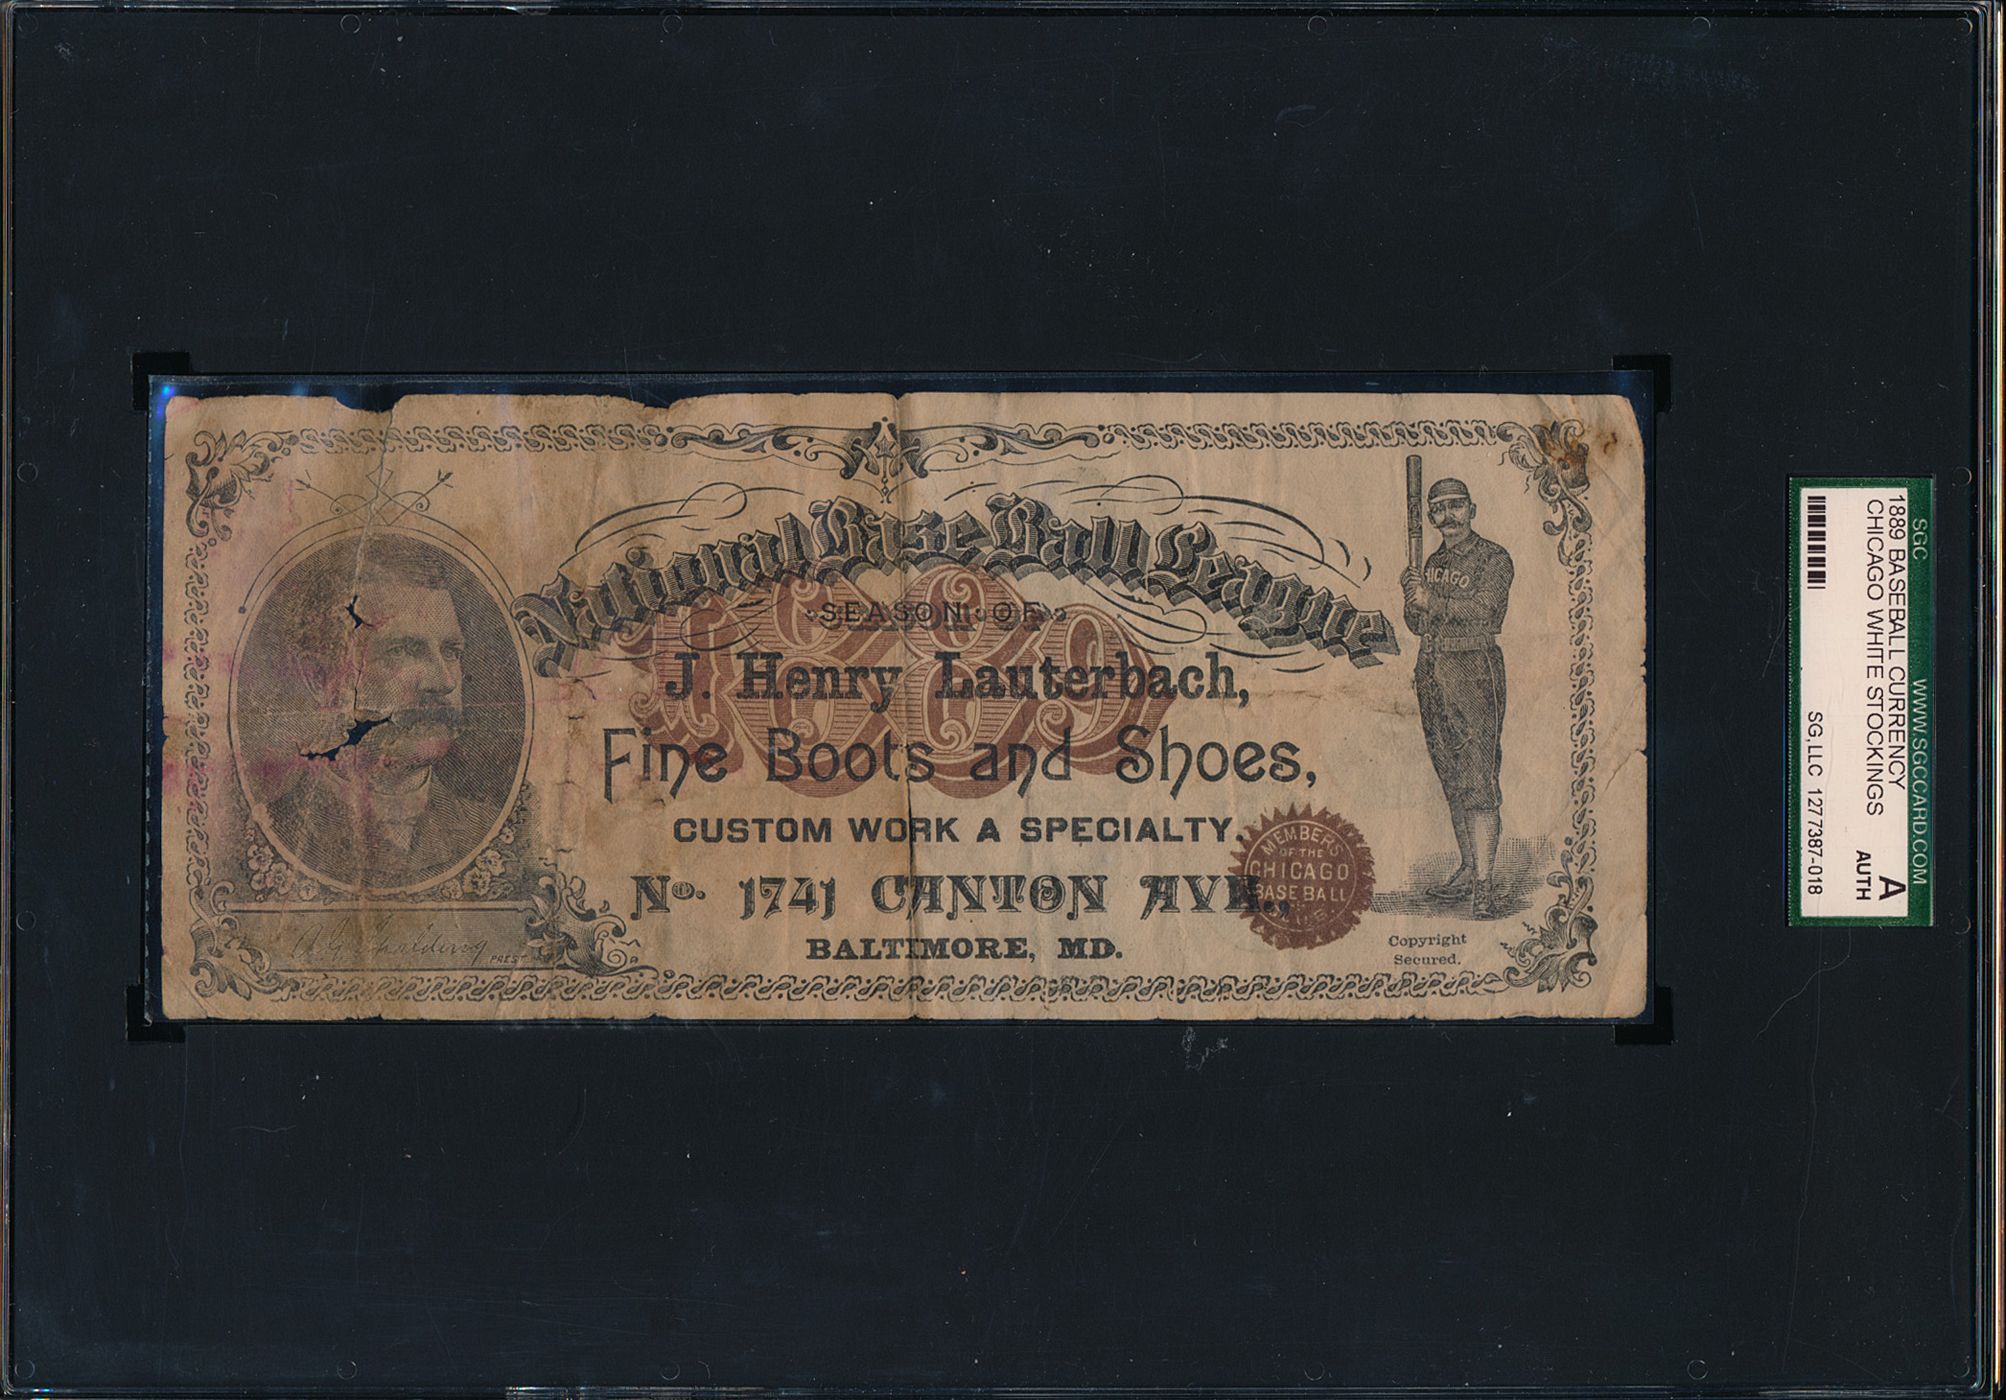 National Base Ball League
SEASON OF
1889
J. Henry Lauterbach,
Fine Boots and Shoes,
CUSTOM WORK A SPECIALTY.
No. 1741 CANTON AVE.,
BALTIMORE, MD.
A.G. Spalding PREST
MEMBERS
OF THE
CHICAGO
BASE BALL
CHICAGO
Copyright
Secured.
SGC WWW.SGCCARD.COM
1889 BASEBALL CURRENCY A
CHICAGO WHITE STOCKINGS AUTH
SG,LLC 1277387-018